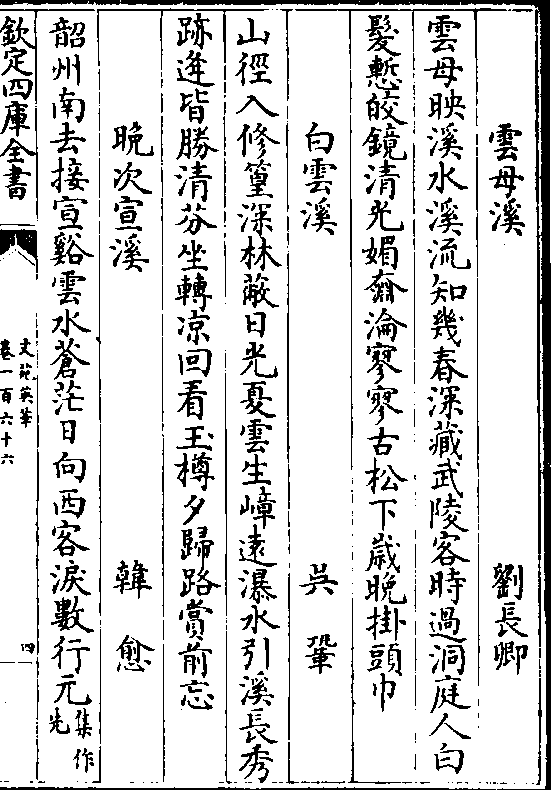 雲母溪 劉長卿
雲母映溪水溪流知幾春深藏武陵客時過洞庭人白
髮慙皎鏡清光媚奫淪寥寥古松下歲晚掛頭巾
白雲溪 吳鞏
山徑入修篁深林蔽日光夏雲生嶂遠瀑水引溪長秀
跡逢皆勝清芬坐轉凉回看玉樽夕歸路賞前忘
晚次宣溪 韓愈
韶州南去接宣谿雲水蒼茫日向西客淚數行元集作先
欽定四庫全書
文苑英華
卷一百六十六
四